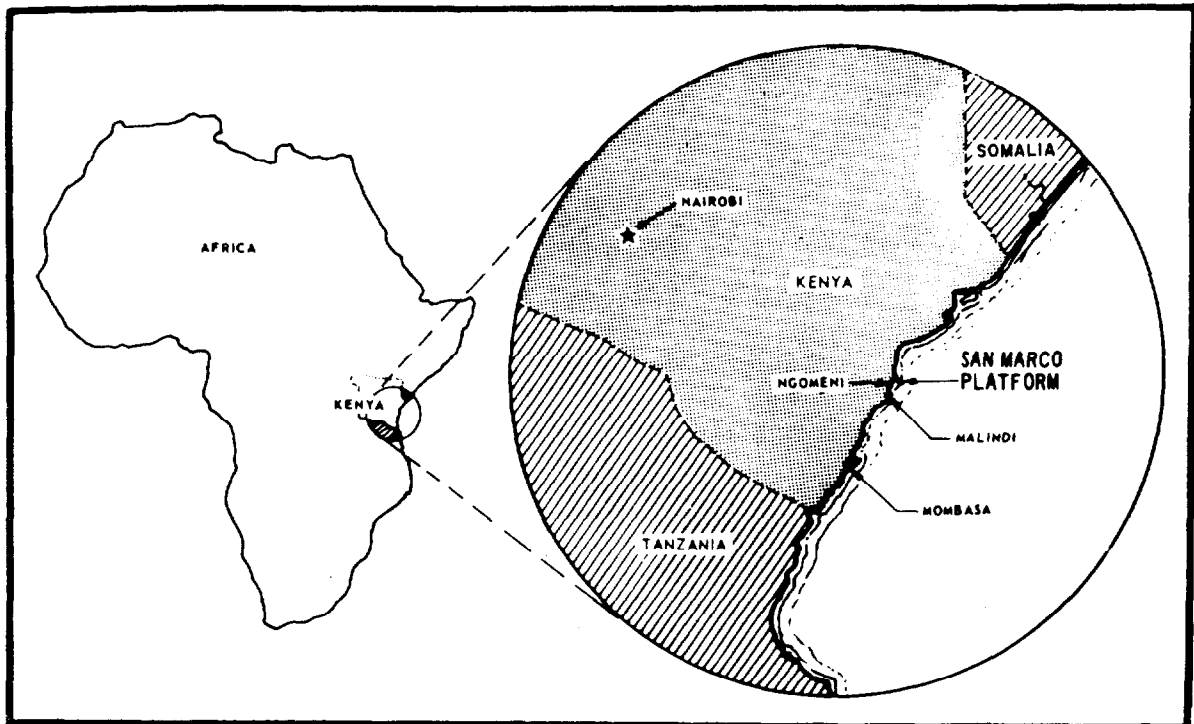 AFRICA
KENYA
SOMALIA
NAIROBI
KENYA
SAN MARCO
PLATFORM
NGOMENI
MALINDI
MOMBASA
TANZANIA